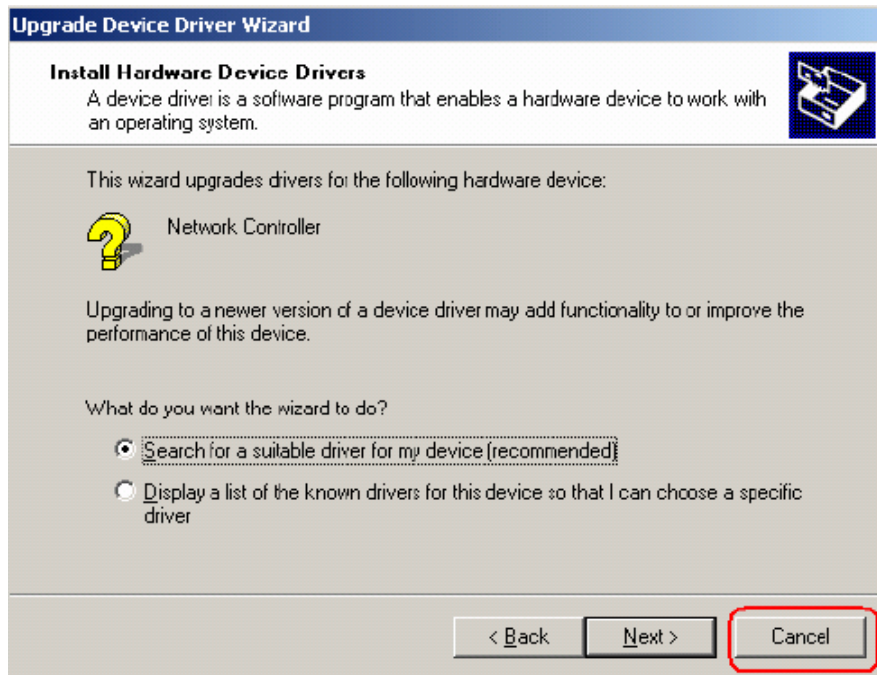 Upgrade Device Driver Wizard
Install Hardware Device Drivers
A device driver is a software program that enables a hardware device to work with
an operating system.
This wizard upgrades drivers for the following hardware device:
Network Controller
Upgrading to a newer version of a device driver may add functionality to or improve the
performance of this device.
What do you want the wizard to do?
Search for a suitable driver for my device (recommended)
Display a list of the known drivers for this device so that I can choose a specific
driver
< Back
Next >
Cancel